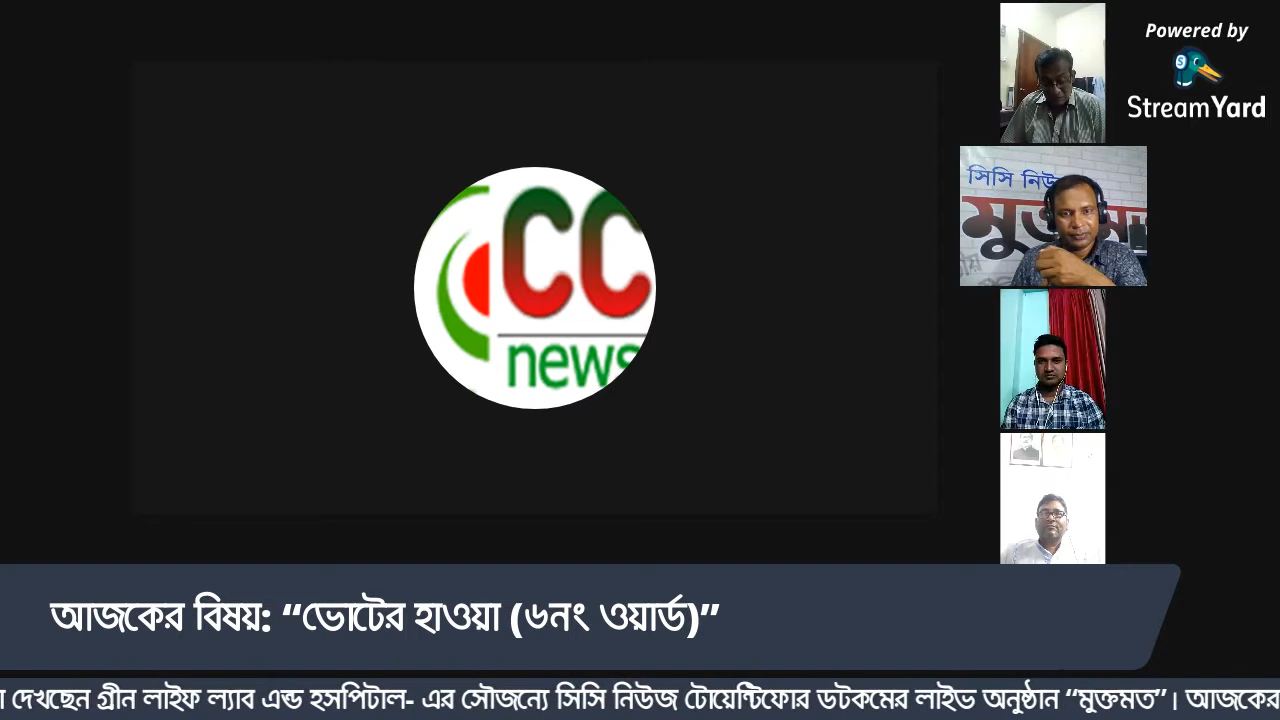 Powered by
StreamYard
সিসি নিউ
CC
news
আজকের বিষয়: “ভোটের হাওয়া (৬নং ওয়ার্ড)”
দেখছেন গ্রীন লাইফ ল্যাব এন্ড হসপিটাল- এর সৌজন্যে সিসি নিউজ টোয়েন্টিফোর ডটকমের লাইভ অনুষ্ঠান “মুক্তমত”। আজকের